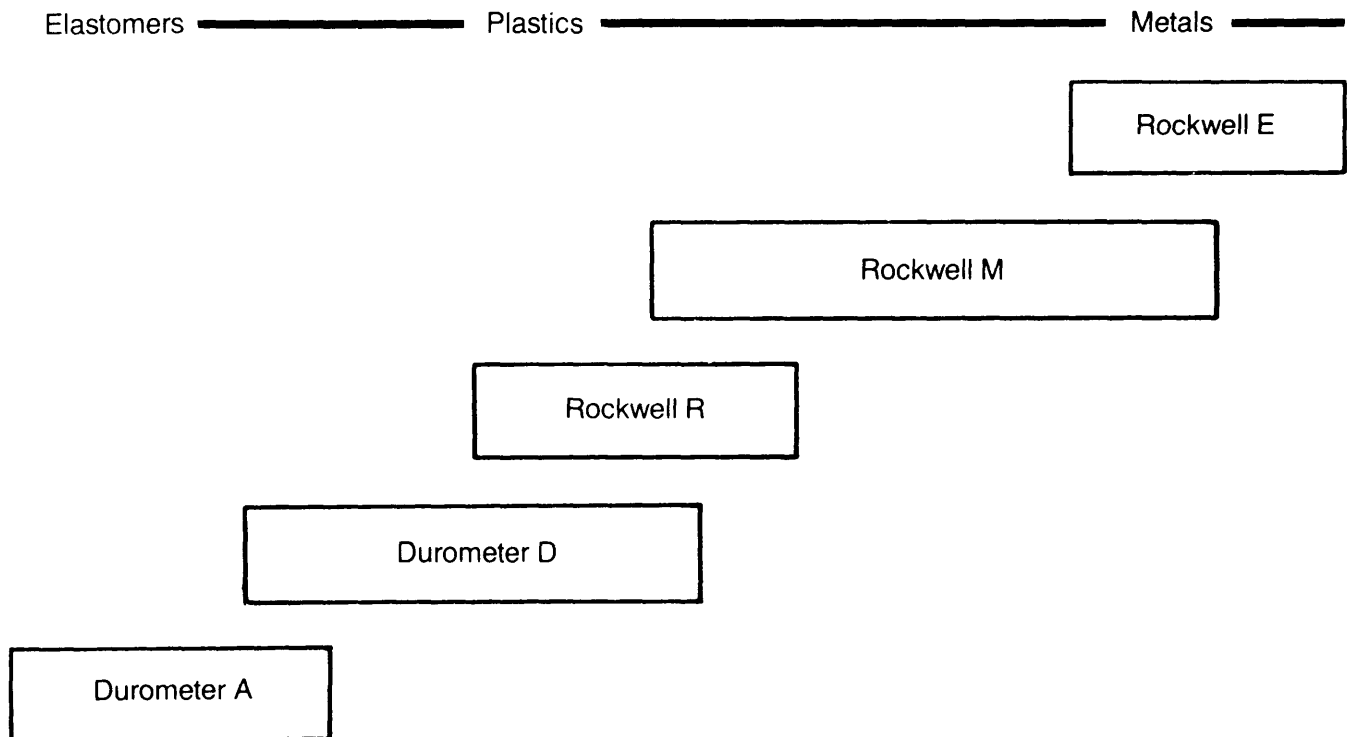 Elastomers Plastics Metals
Rockwell E
Rockwell M
Rockwell R
Durometer D
Durometer A